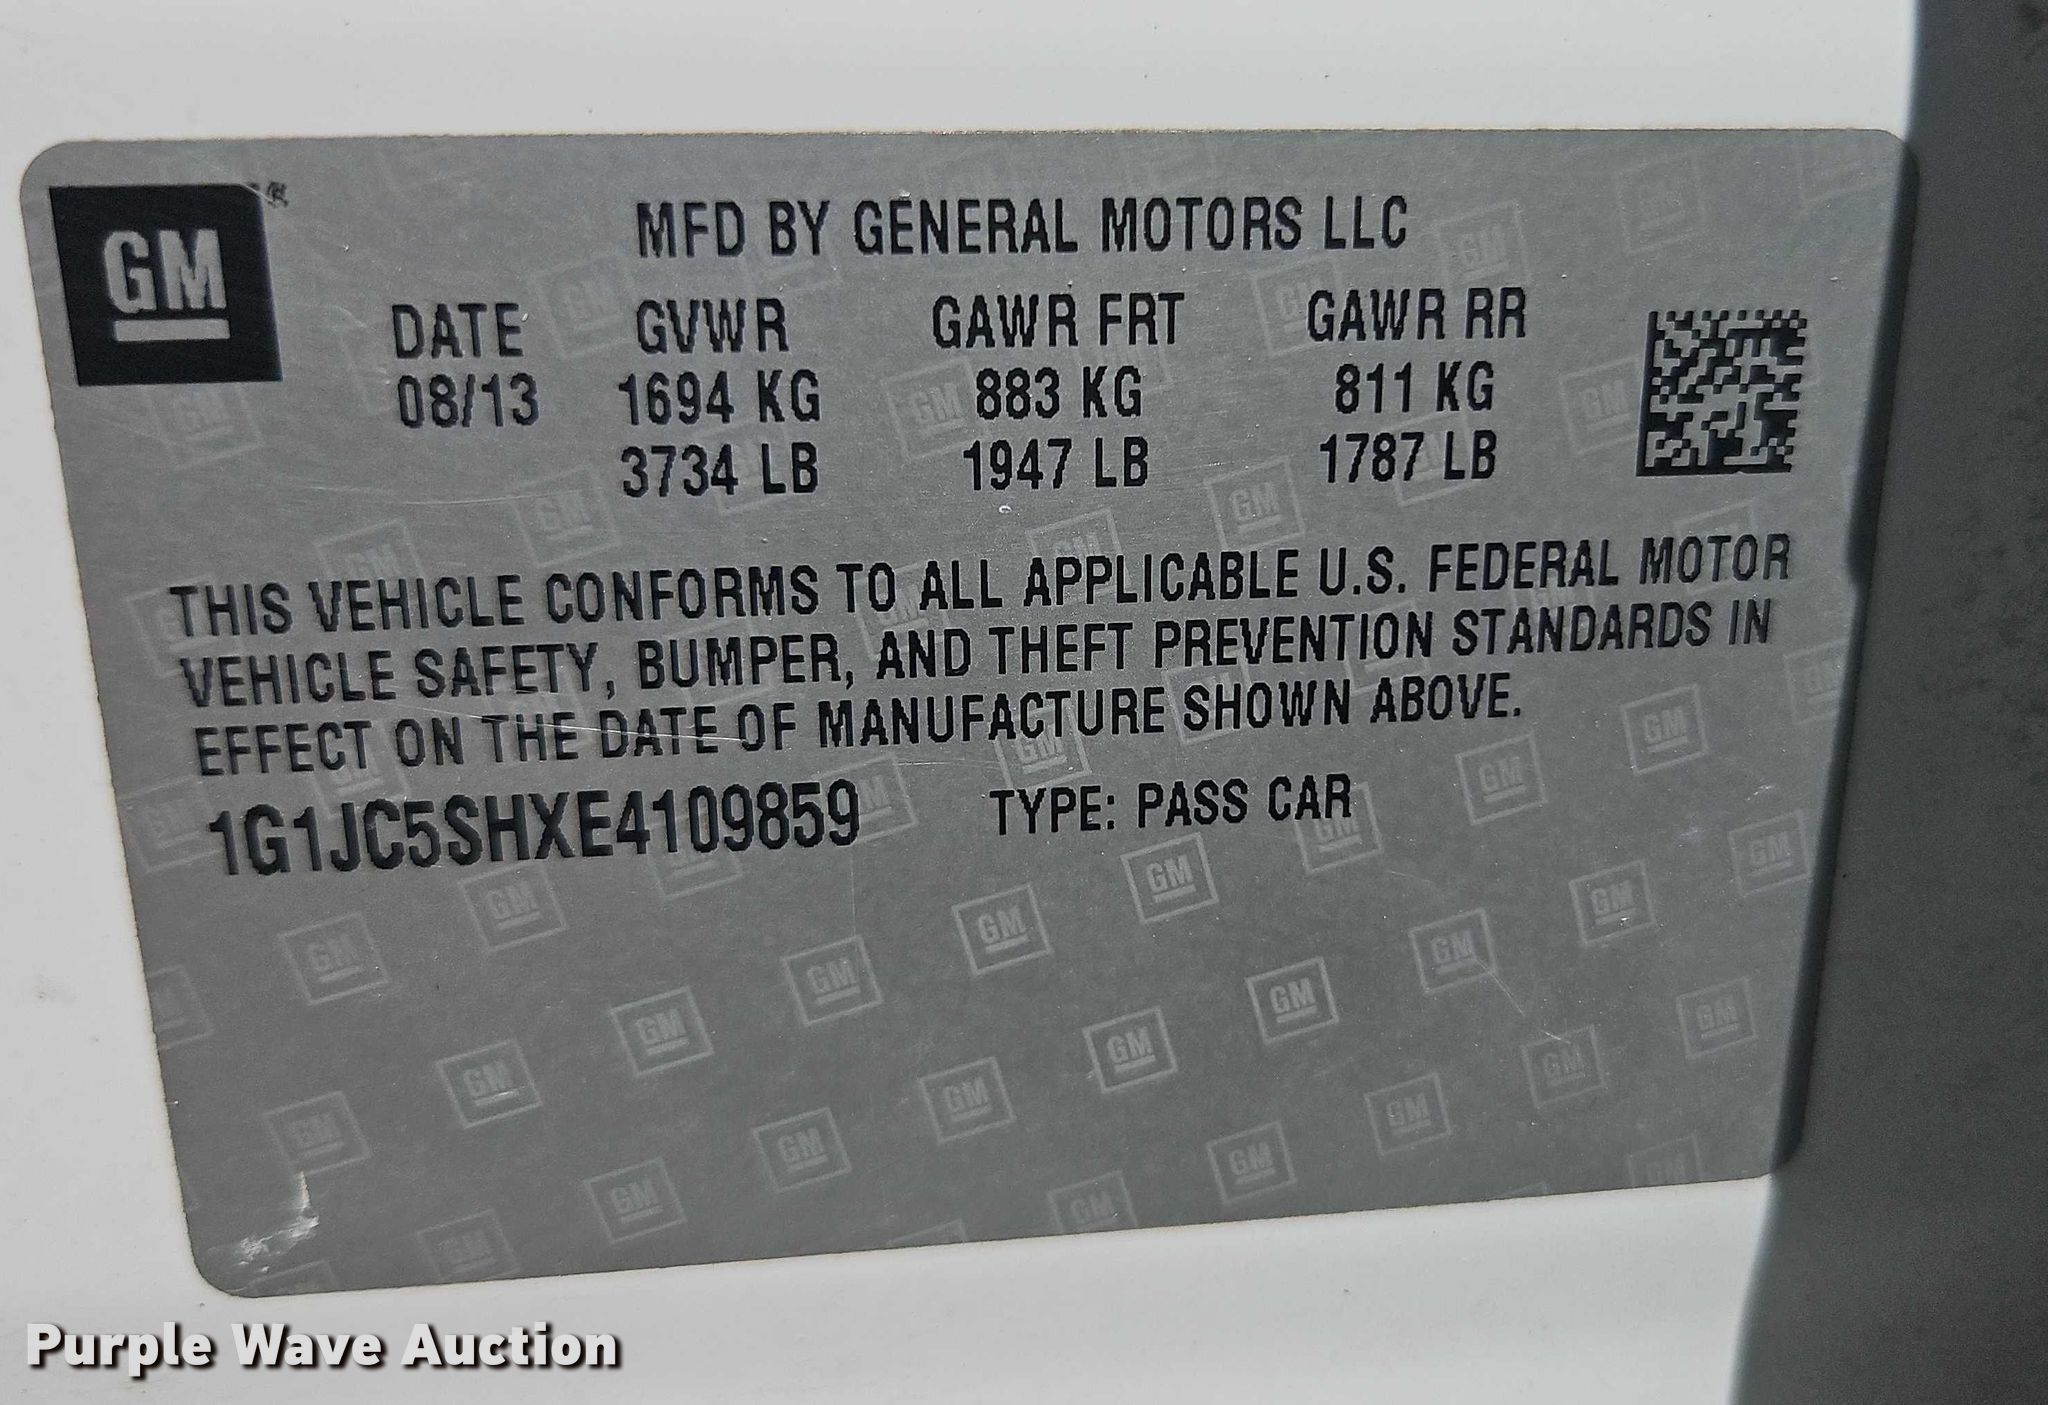 GM ®
MFD BY GENERAL MOTORS LLC
DATE GVWR GAWR FRT GAWR RR
08/13 1694 KG 883 KG 811 KG
3734 LB 1947 LB 1787 LB
THIS VEHICLE CONFORMS TO ALL APPLICABLE U.S. FEDERAL MOTOR
VEHICLE SAFETY, BUMPER, AND THEFT PREVENTION STANDARDS IN
EFFECT ON THE DATE OF MANUFACTURE SHOWN ABOVE.
1G1JC5SHXE4109859 TYPE: PASS CAR
Purple Wave Auction